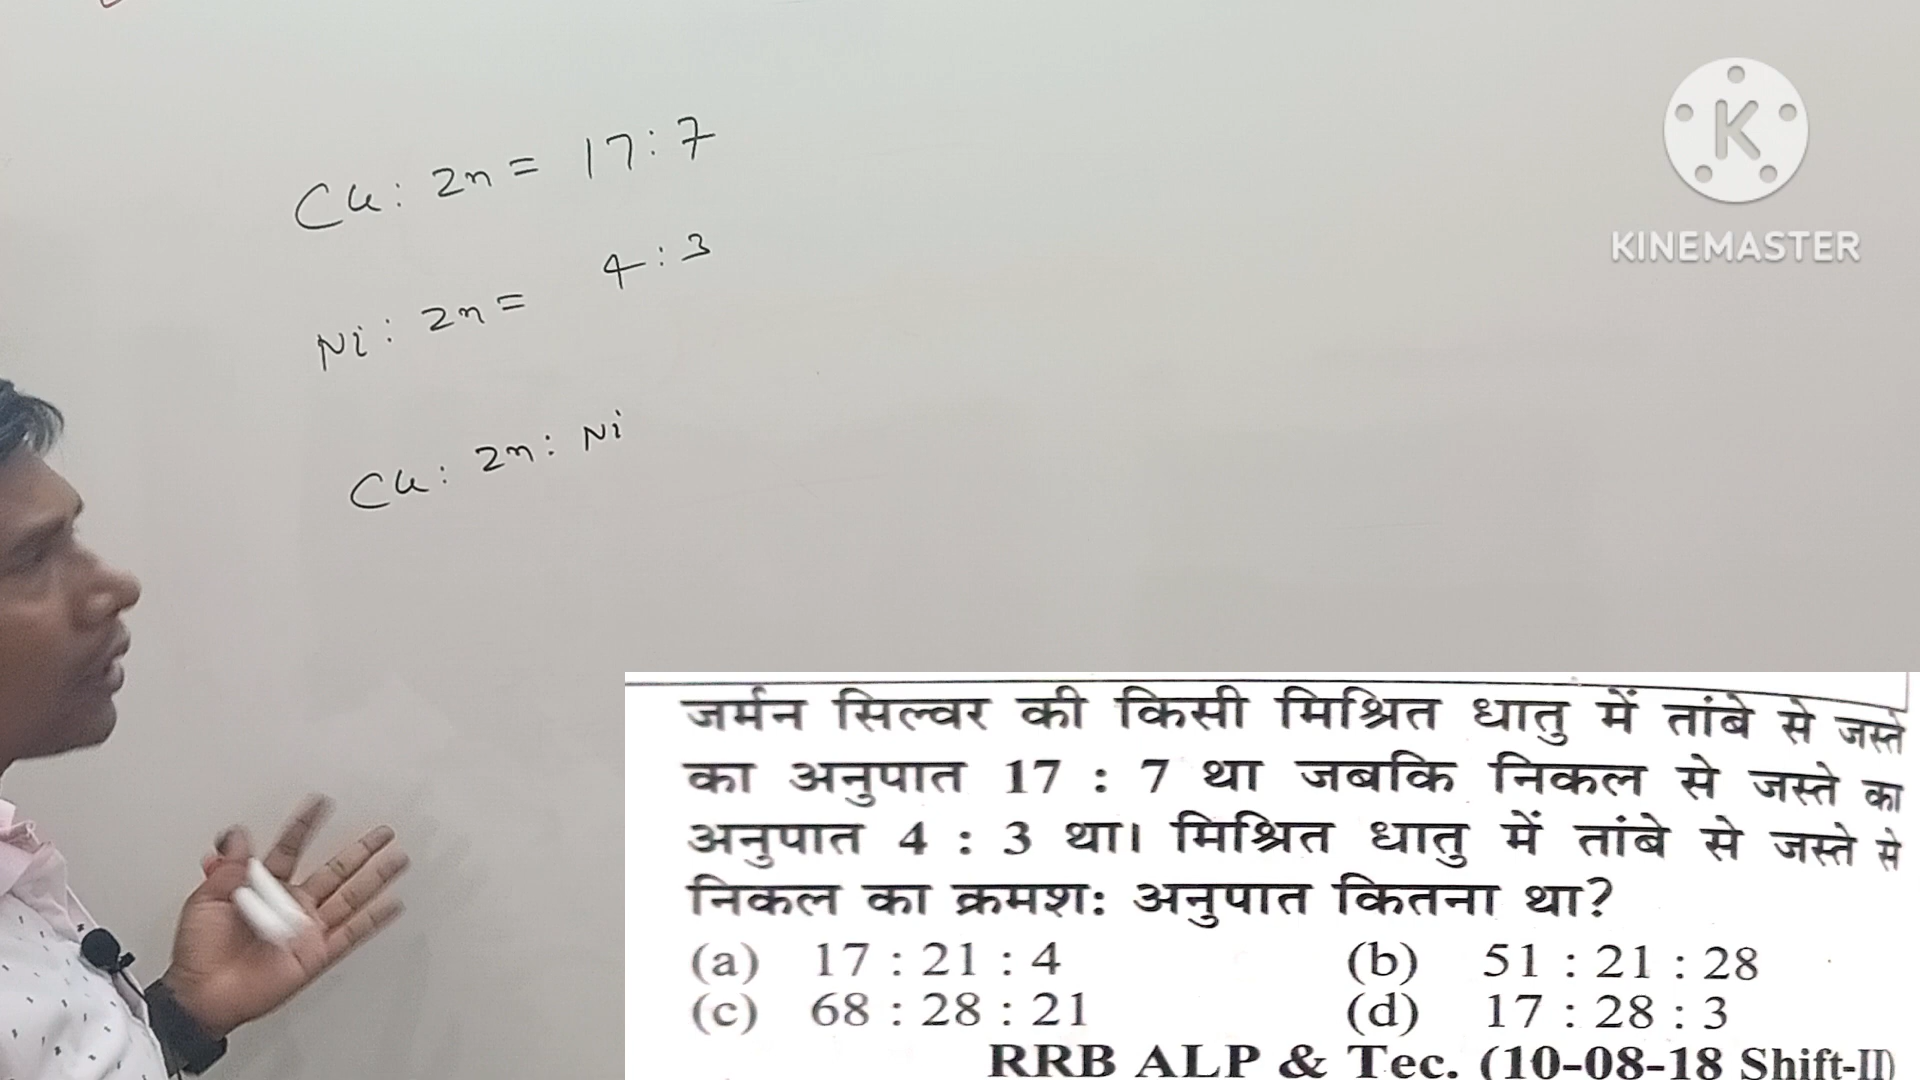 Cu : Zn = 17 : 7
Ni : Zn = 4 : 3
Cu : Zn : Ni
KINEMASTER
जर्मन सिल्वर की किसी मिश्रित धातु में तांबे से जस्ते
का अनुपात 17 : 7 था जबकि निकल से जस्ते का
अनुपात 4 : 3 था। मिश्रित धातु में तांबे से जस्ते से
निकल का क्रमशः अनुपात कितना था?
(a) 17 : 21 : 4 (b) 51 : 21 : 28
(c) 68 : 28 : 21 (d) 17 : 28 : 3
RRB ALP & Tec. (10-08-18 Shift-II)